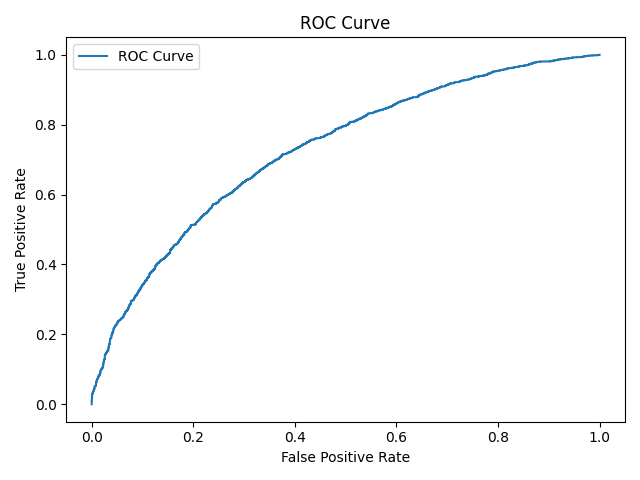 ROC Curve
ROC Curve
1.0
0.8
0.6
0.4
0.2
0.0
True Positive Rate
0.0 0.2 0.4 0.6 0.8 1.0
False Positive Rate